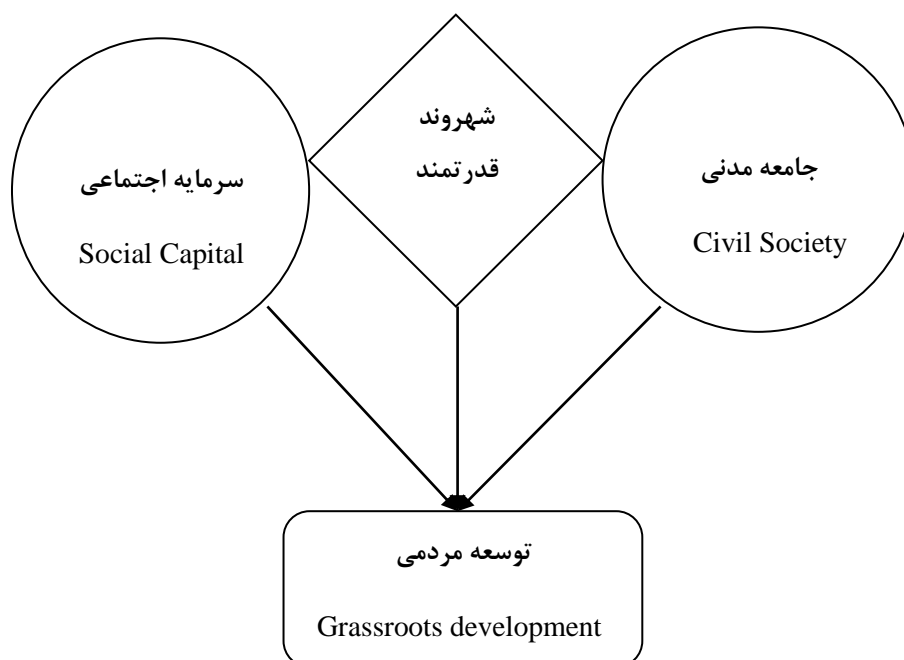 شهروند
قدرتمند
جامعه مدنی
Civil Society
سرمایه اجتماعی
Social Capital
توسعه مردمی
Grassroots development